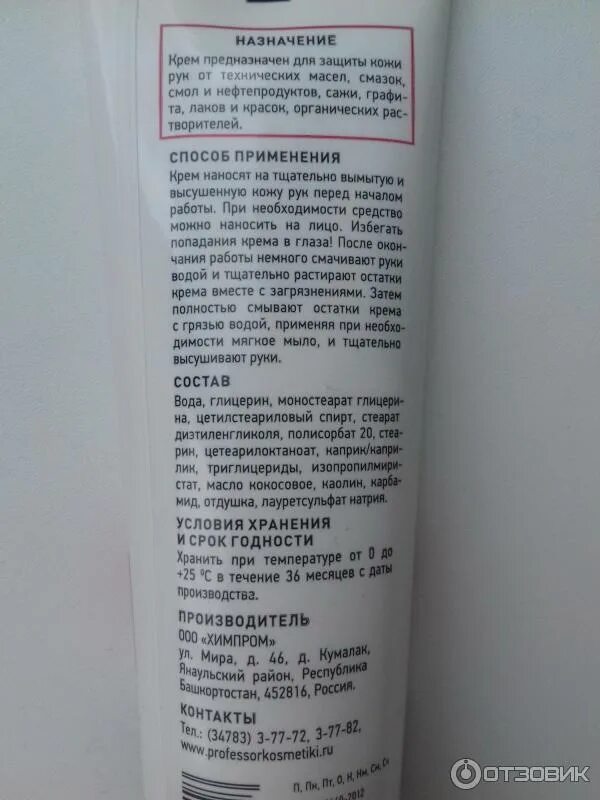 НАЗНАЧЕНИЕ
Крем предназначен для защиты кожи
рук от технических масел, смазок,
смол и нефтепродуктов, сажи, графи-
та, лаков и красок, органических рас-
творителей.
СПОСОБ ПРИМЕНЕНИЯ
Крем наносят на тщательно вымытую и
высушенную кожу рук перед началом
работы. При необходимости средство
можно наносить на лицо. Избегать
попадания крема в глаза! После окон-
чания работы немного смачивают руки
водой и тщательно растирают остатки
крема вместе с загрязнениями. Затем
полностью смывают остатки крема
с грязью водой, применяя при необхо-
димости мягкое мыло, и тщательно
высушивают руки.
СОСТАВ
Вода, глицерин, моностеарат глицери-
на, цетилстеариловый спирт, стеарат
диэтиленгликоля, полисорбат 20, стеа-
рин, цетеарилоктаноат, каприк/капри-
лик, триглицериды, изопропилмири-
стат, масло кокосовое, каолин, карба-
мид, отдушка, лауретсульфат натрия.
УСЛОВИЯ ХРАНЕНИЯ
И СРОК ГОДНОСТИ
Хранить при температуре от 0 до
+25 °С в течение 36 месяцев с даты
производства.
ПРОИЗВОДИТЕЛЬ
ООО «ХИМПРОМ»
ул. Мира, д. 46, д. Кумалак,
Янаульский район, Республика
Башкортостан, 452816, Россия.
КОНТАКТЫ
Тел.: (34783) 3-77-72, 3-77-82,
www.professorkosmetiki.ru
П, Пн, Пт, О, К, Нм, См, Сч
-2012
ОТЗОВИК